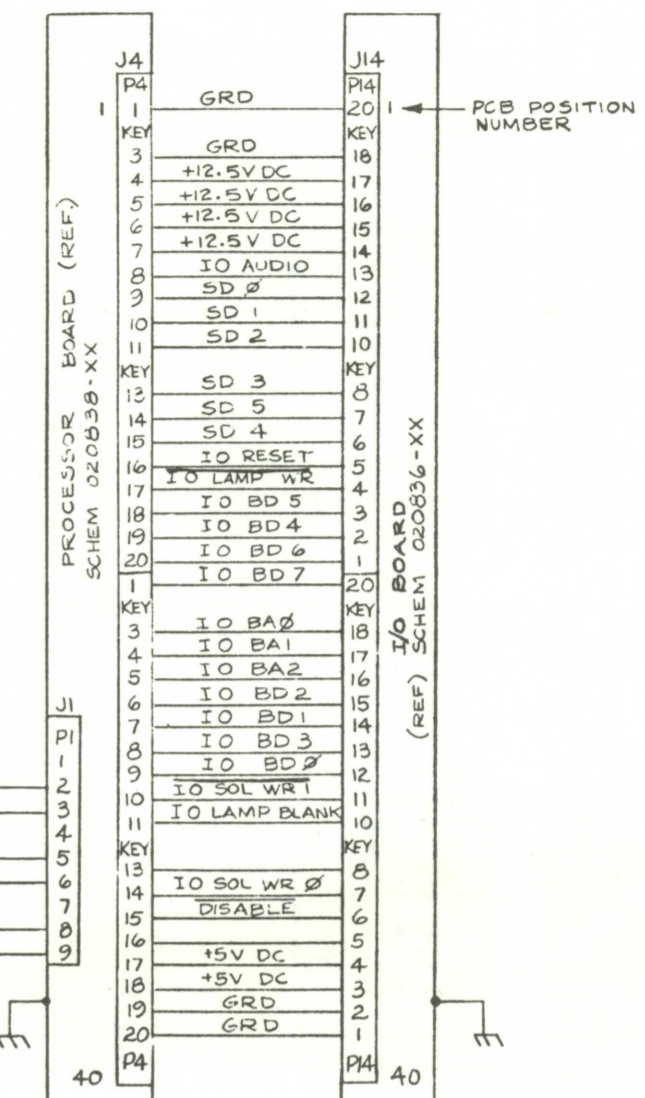 J4 J14
P4 P14
1 1 GRD 20 1 PCB POSITION
NUMBER
KEY KEY
3 GRD 18
4 +12.5V DC 17
5 +12.5V DC 16
6 +12.5V DC 15
7 +12.5V DC 14
8 IO AUDIO 13
9 SD Ø 12
10 SD 1 11
11 SD 2 10
KEY KEY
13 SD 3 8
14 SD 5 7
15 SD 4 6
16 IO RESET 5
17 IO LAMP WR 4
18 IO BD 5 3
19 IO BD 4 2
20 IO BD 6 1
1 IO BD 7 20
KEY KEY
3 IO BAØ 18
4 IO BA1 17
5 IO BA2 16
6 IO BD 2 15
7 IO BD1 14
8 IO BD3 13
9 IO BDØ 12
10 IO SOL WR 1 11
11 IO LAMP BLANK 10
KEY KEY
13 8
14 IO SOL WR Ø 7
15 DISABLE 6
16 5
17 +5V DC 4
18 +5V DC 3
19 GRD 2
20 GRD 1
P4 P14
40 40
PROCESSOR BOARD (REF.)
SCHEM 020838-XX
I/O BOARD
(REF) SCHEM 020836-XX
J1
P1
1
2
3
4
5
6
7
8
9